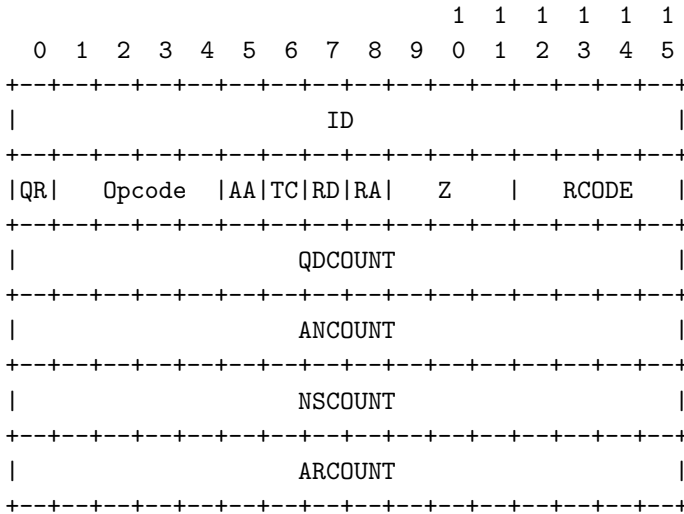 1 1 1 1 1 1
0 1 2 3 4 5 6 7 8 9 0 1 2 3 4 5
+--+--+--+--+--+--+--+--+--+--+--+--+--+--+--+--+
| ID |
+--+--+--+--+--+--+--+--+--+--+--+--+--+--+--+--+
|QR| Opcode |AA|TC|RD|RA| Z | RCODE |
+--+--+--+--+--+--+--+--+--+--+--+--+--+--+--+--+
| QDCOUNT |
+--+--+--+--+--+--+--+--+--+--+--+--+--+--+--+--+
| ANCOUNT |
+--+--+--+--+--+--+--+--+--+--+--+--+--+--+--+--+
| NSCOUNT |
+--+--+--+--+--+--+--+--+--+--+--+--+--+--+--+--+
| ARCOUNT |
+--+--+--+--+--+--+--+--+--+--+--+--+--+--+--+--+